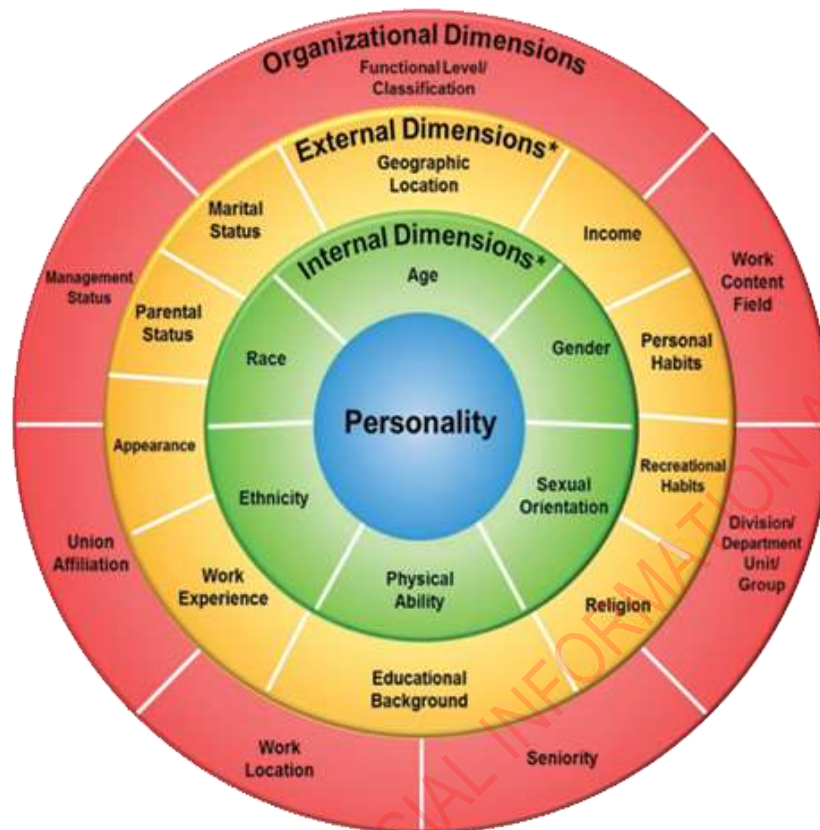 Organizational Dimensions
Functional Level/
Classification
External Dimensions*
Geographic
Location
Marital
Status
Income
Internal Dimensions*
Age
Work
Content
Field
Management
Status
Parental
Status
Personal
Habits
Race
Gender
Personality
Appearance
Recreational
Habits
Ethnicity
Sexual
Orientation
Division/
Department
Unit/
Group
Union
Affiliation
Work
Experience
Physical
Ability
Religion
Educational
Background
Work
Location
Seniority
INFORMATION